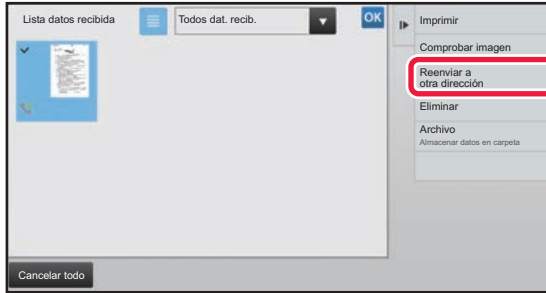 Lista datos recibida
Todos dat. recib.
OK
Imprimir
Comprobar imagen
Reenviar a
otra dirección
Eliminar
Archivo
Almacenar datos en carpeta
Cancelar todo